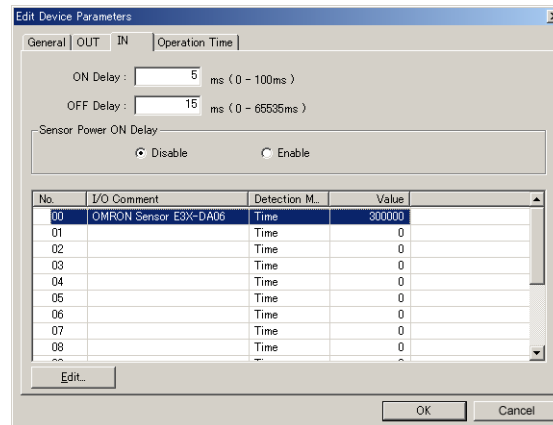 Edit Device Parameters
General OUT IN Operation Time
ON Delay : 5 ms ( 0 - 100ms )
OFF Delay : 15 ms ( 0 - 65535ms )
Sensor Power ON Delay
Disable Enable
No. I/O Comment Detection M... Value
00 OMRON Sensor E3X-DA06 Time 300000
01 Time 0
02 Time 0
03 Time 0
04 Time 0
05 Time 0
06 Time 0
07 Time 0
08 Time 0
Edit...
OK Cancel